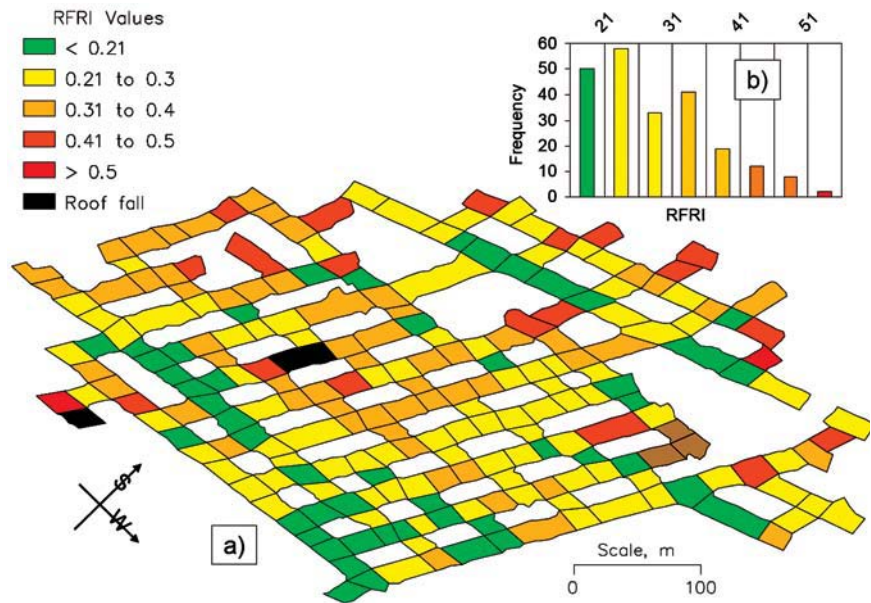 RFRI Values
< 0.21
0.21 to 0.3
0.31 to 0.4
0.41 to 0.5
> 0.5
Roof fall
21 31 41 51
60
50
40
30
20
10
0
Frequency
RFRI
b)
S
W
a)
Scale, m
0 100